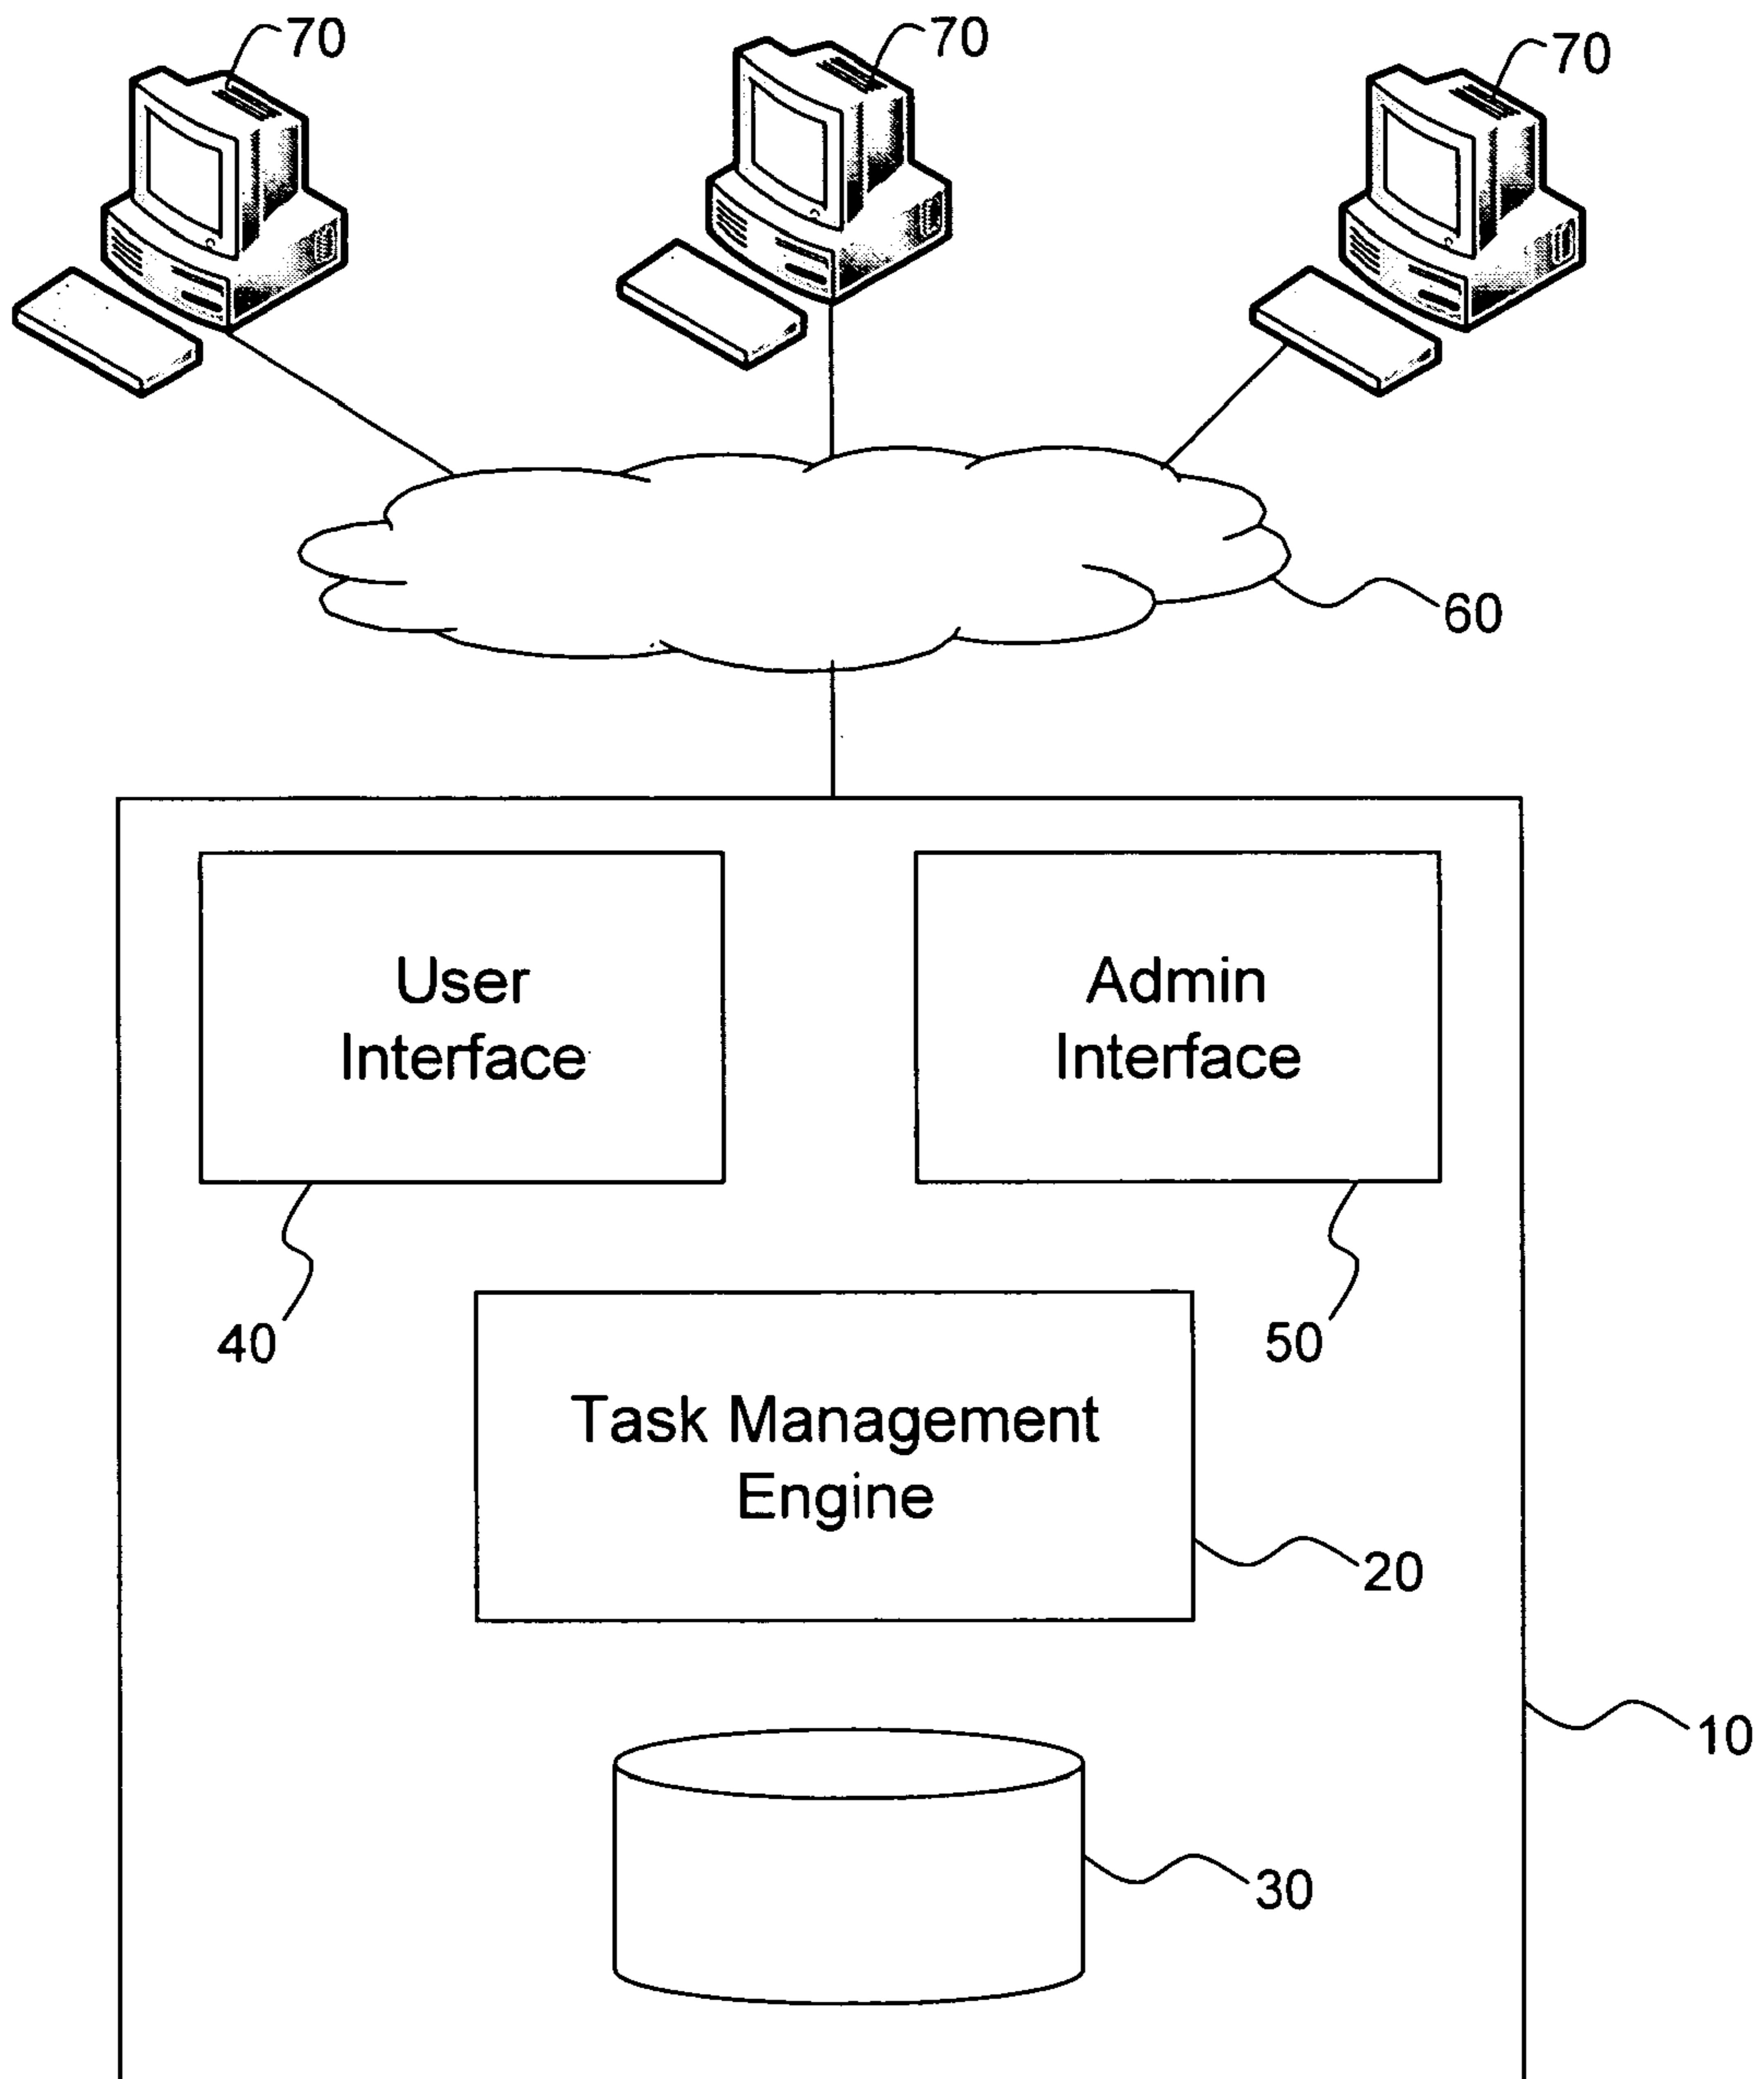 70
70
70
60
User
Interface
Admin
Interface
40
50
Task Management
Engine
20
10
30